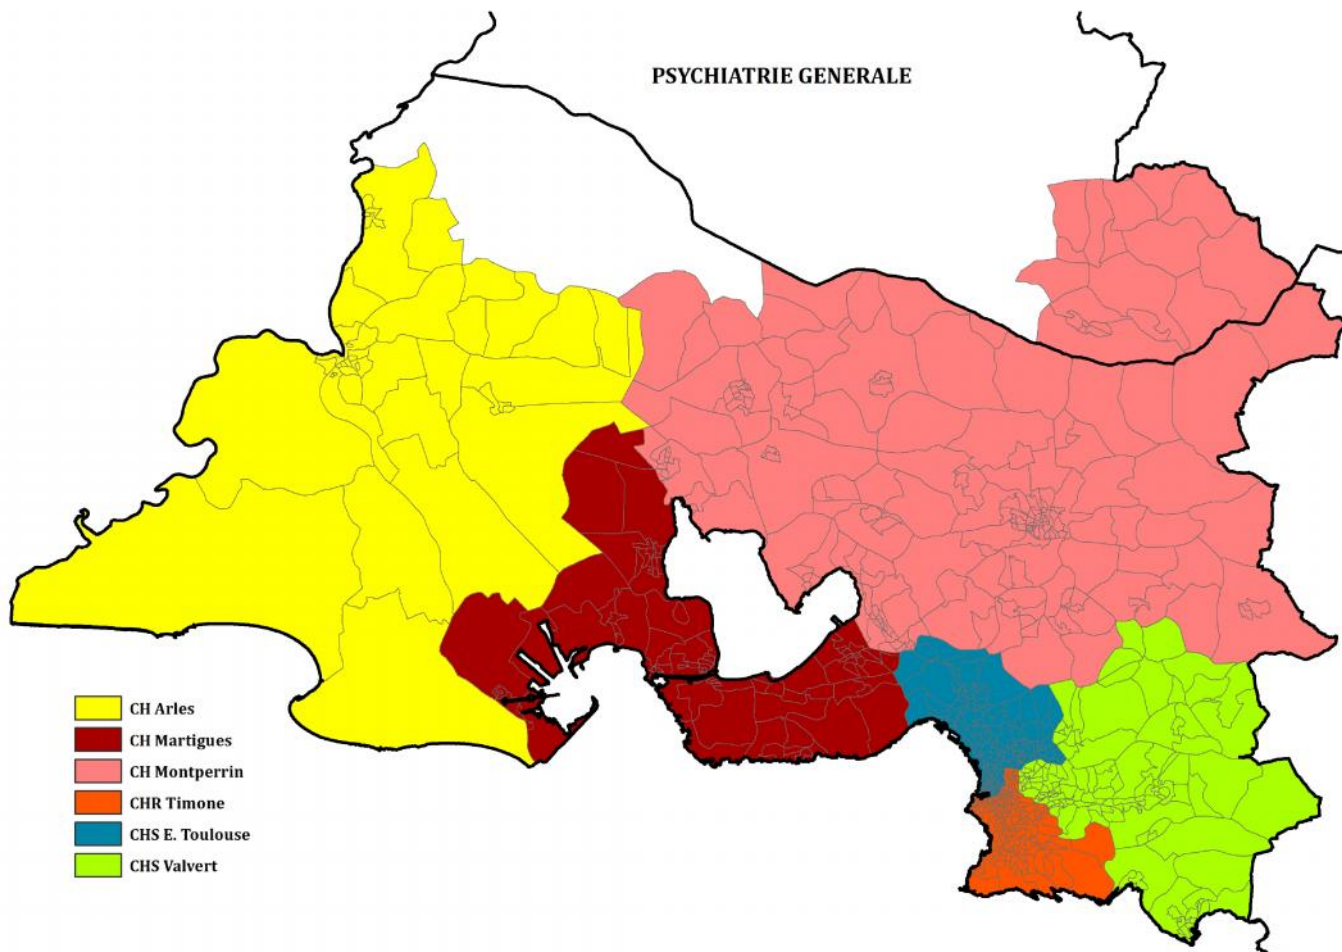 PSYCHIATRIE GENERALE
CH Arles
CH Martigues
CH Montperrin
CHR Timone
CHS E. Toulouse
CHS Valvert